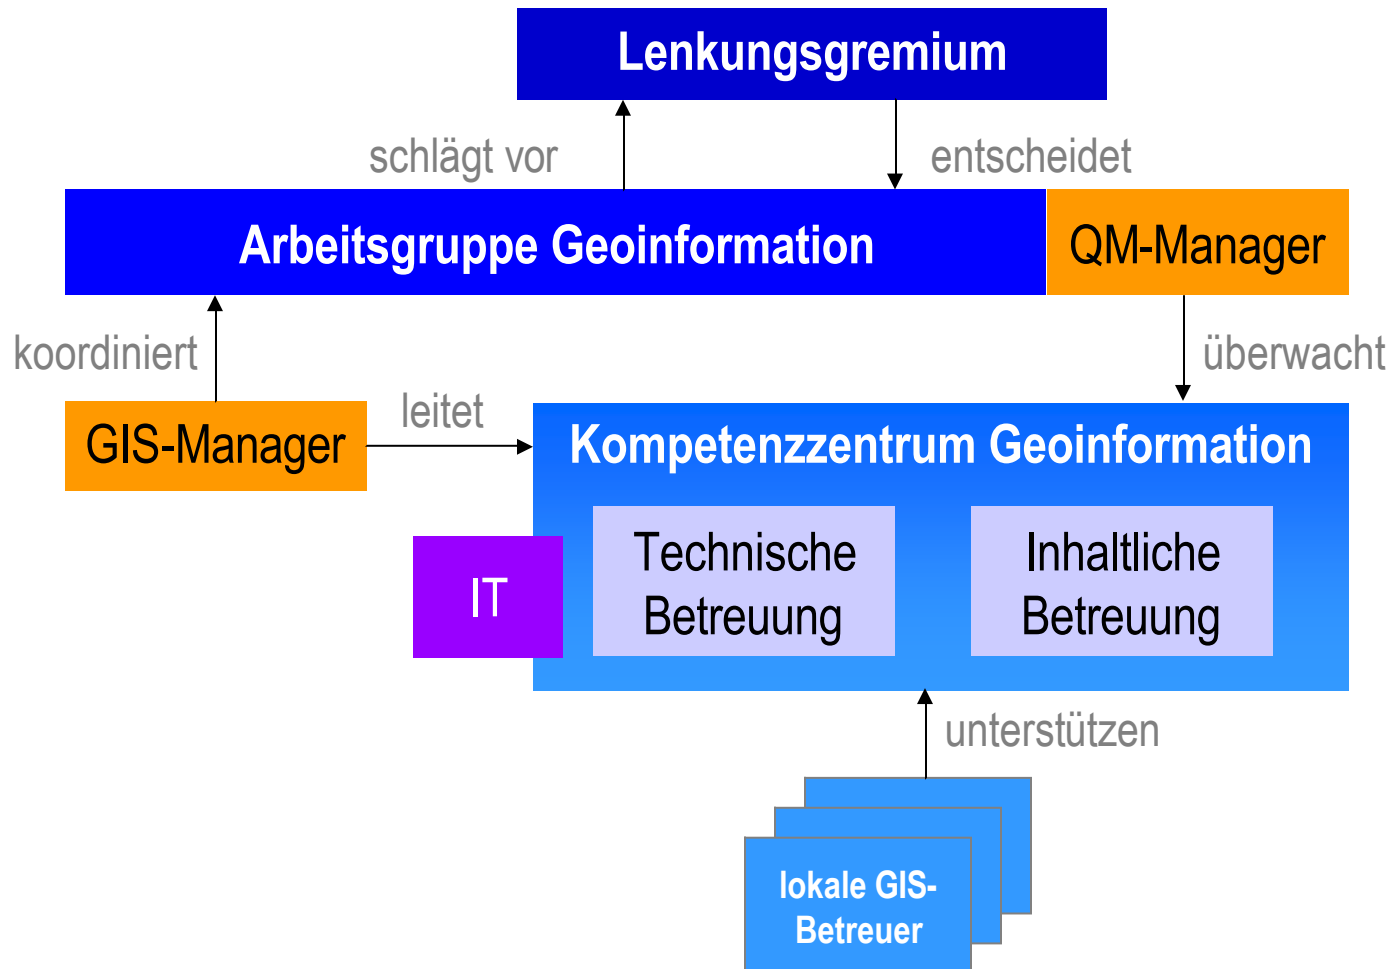 Lenkungsgremium
schlägt vor
entscheidet
Arbeitsgruppe Geoinformation
QM-Manager
koordiniert
überwacht
leitet
GIS-Manager
Kompetenzzentrum Geoinformation
IT
Technische
Betreuung
Inhaltliche
Betreuung
unterstützen
lokale GIS-
Betreuer